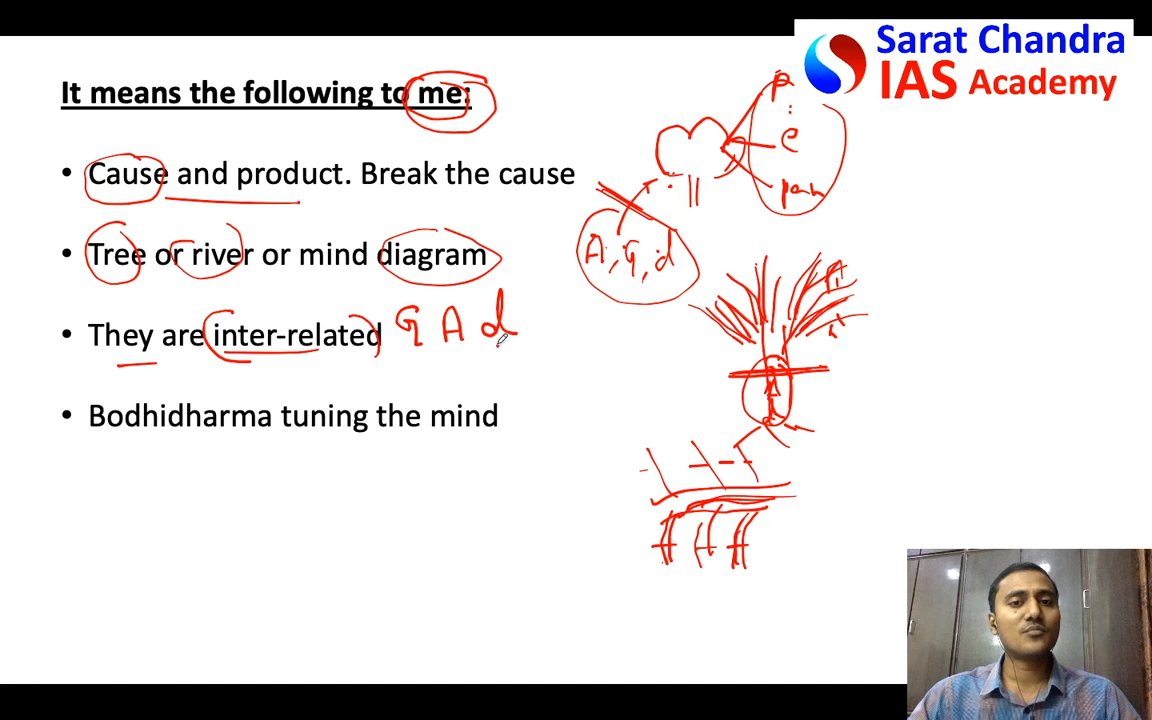 Sarat Chandra
IAS Academy
It means the following to me:
• Cause and product. Break the cause
• Tree or river or mind diagram
• They are inter-related G A d
• Bodhidharma tuning the mind
P
e
A, G, d